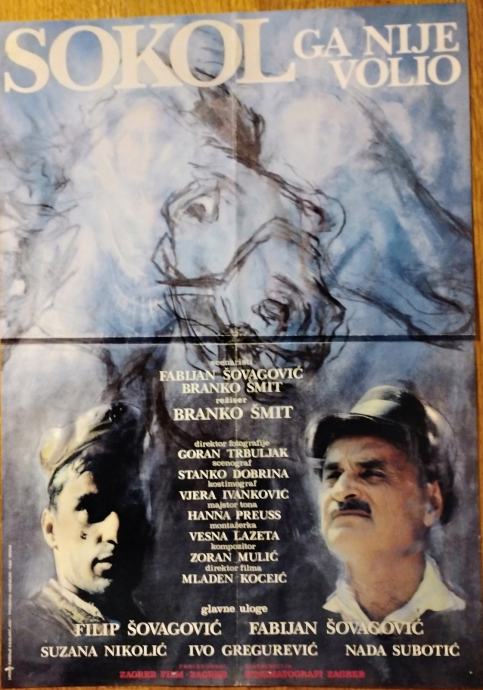 SOKOL GA NIJE
VOLIO
scenaristi
FABIJAN ŠOVAGOVIĆ
BRANKO ŠMIT
režiser
BRANKO ŠMIT
direktor fotografije
GORAN TRBULJAK
scenograf
STANKO DOBRINA
kostimograf
VJERA IVANKOVIĆ
majstor tona
HANNA PREUSS
montažerka
VESNA LAŽETA
kompozitor
ZORAN MULIĆ
direktor filma
MLADEN KOCEIĆ
glavne uloge
FILIP ŠOVAGOVIĆ FABIJAN ŠOVAGOVIĆ
SUZANA NIKOLIĆ IVO GREGUREVIĆ NADA SUBOTIĆ
ZAGREB FILM - ZAGREB KINEMATOGRAFI ZAGREB